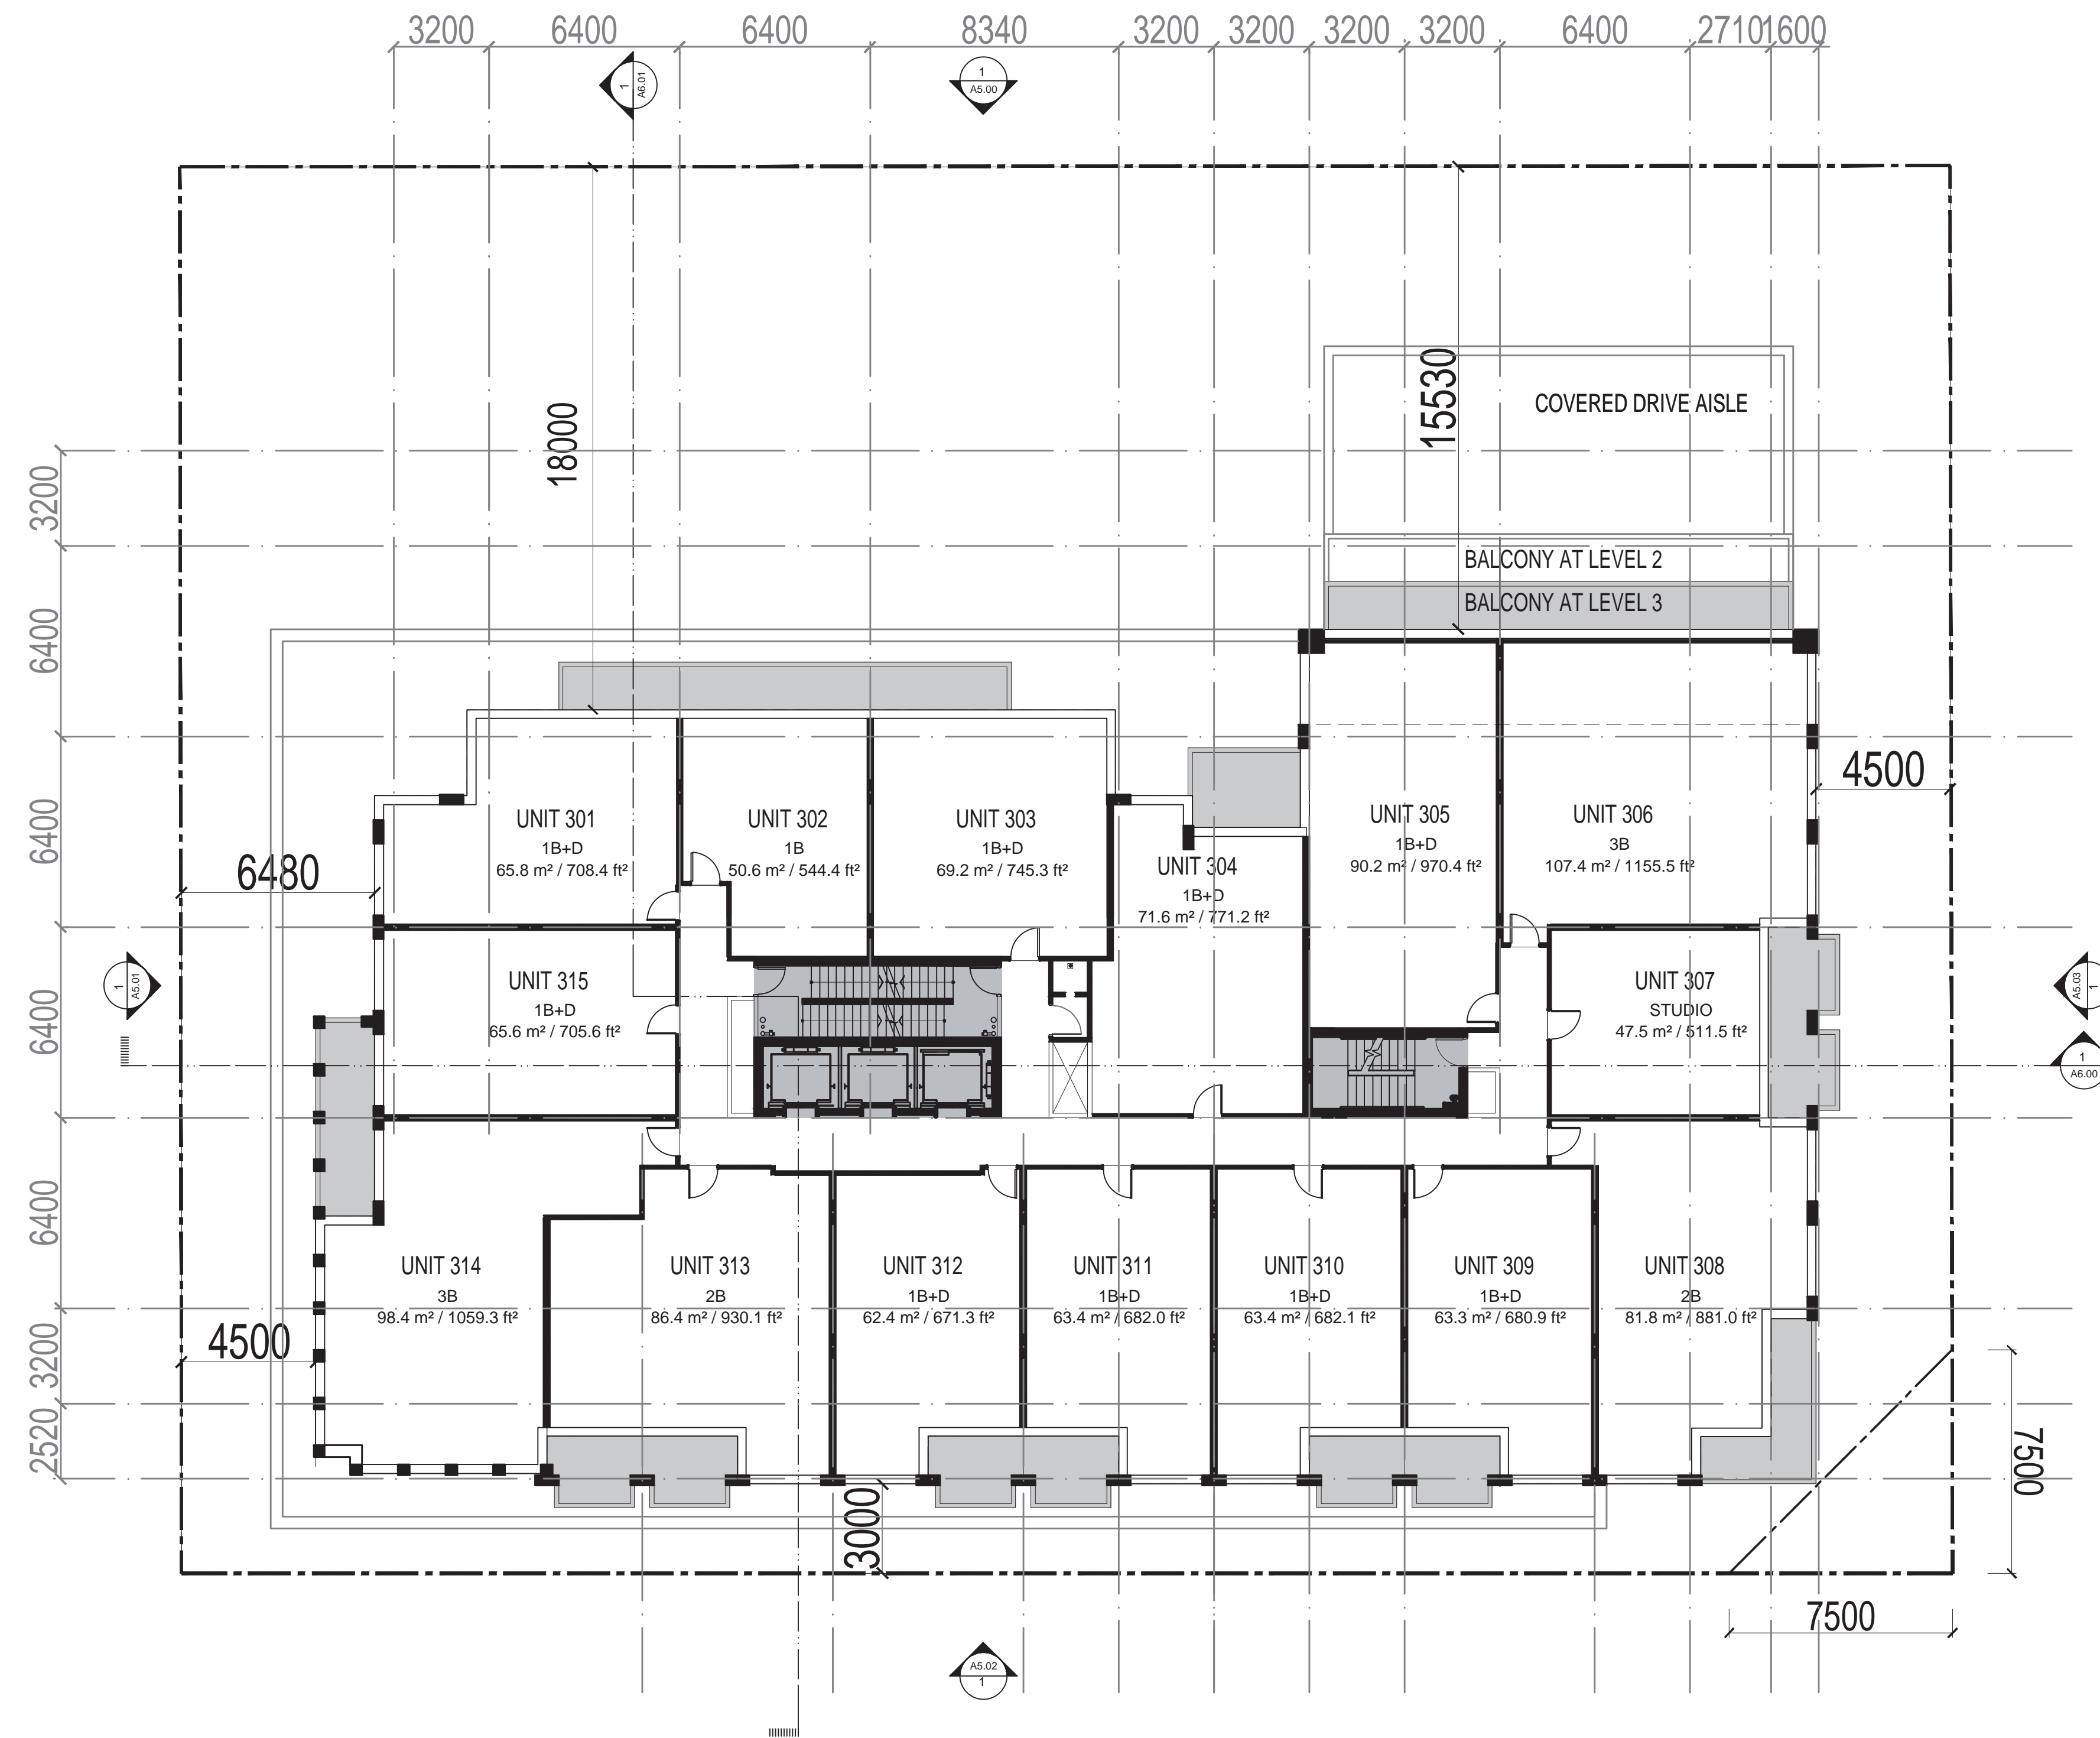 3200 6400 6400 8340 3200 3200 3200 3200 6400 2710 1600
1
A6.01
1
A5.00
18000
15530
COVERED DRIVE AISLE
BALCONY AT LEVEL 2
BALCONY AT LEVEL 3
3200
6400
6400
6400
6400
3200
2520
6480
4500
4500
UNIT 301
1B+D
65.8 m² / 708.4 ft²
UNIT 302
1B
50.6 m² / 544.4 ft²
UNIT 303
1B+D
69.2 m² / 745.3 ft²
UNIT 304
1B+D
71.6 m² / 771.2 ft²
UNIT 305
1B+D
90.2 m² / 970.4 ft²
UNIT 306
3B
107.4 m² / 1155.5 ft²
1
A5.01
UNIT 315
1B+D
65.6 m² / 705.6 ft²
UNIT 307
STUDIO
47.5 m² / 511.5 ft²
A5.03
1
1
A6.00
UNIT 314
3B
98.4 m² / 1059.3 ft²
UNIT 313
2B
86.4 m² / 930.1 ft²
UNIT 312
1B+D
62.4 m² / 671.3 ft²
UNIT 311
1B+D
63.4 m² / 682.0 ft²
UNIT 310
1B+D
63.4 m² / 682.1 ft²
UNIT 309
1B+D
63.3 m² / 680.9 ft²
UNIT 308
2B
81.8 m² / 881.0 ft²
3000
7500
7500
A5.02
1